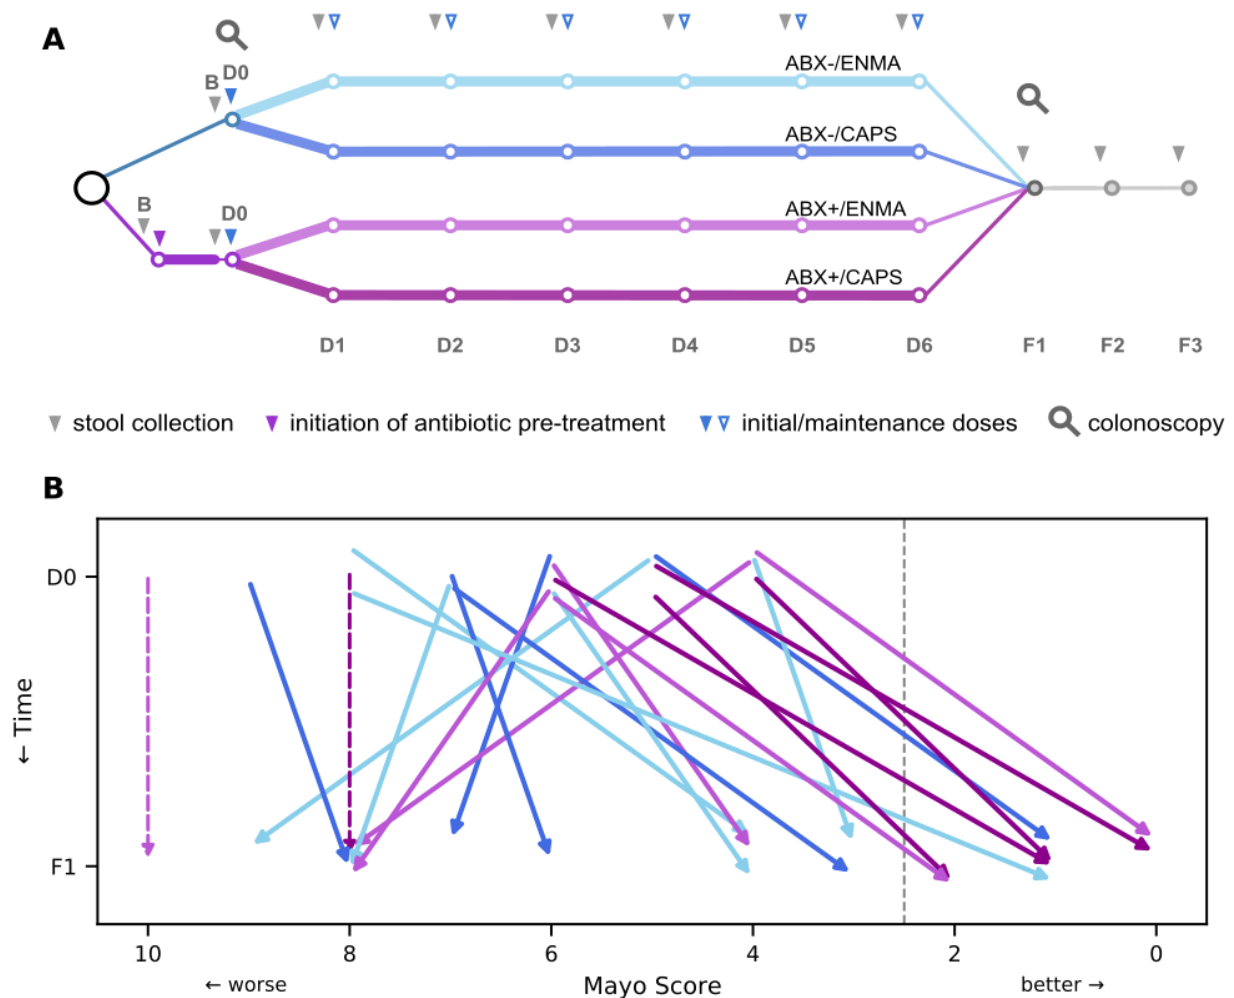 A
B D0
ABX-/ENMA
ABX-/CAPS
B
D0
ABX+/ENMA
ABX+/CAPS
D1 D2 D3 D4 D5 D6 F1 F2 F3
stool collection initiation of antibiotic pre-treatment initial/maintenance doses colonoscopy
B
D0
← Time
F1
10 8 6 4 2 0
← worse Mayo Score better →